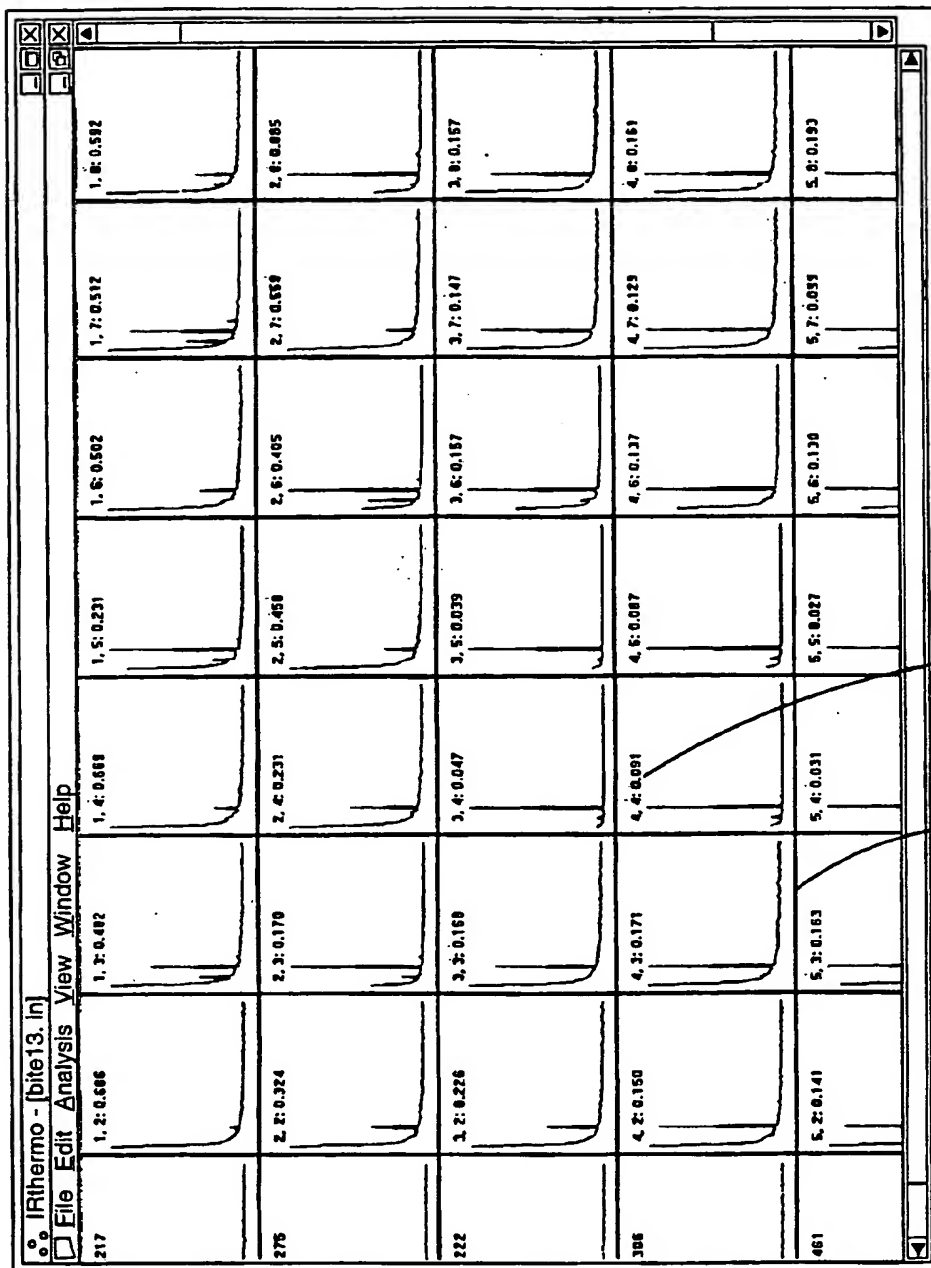 IRthermo - [bite13. in]
File Edit Analysis View Window Help
217
1, 2: 0.606
1, 3: 0.402
1, 4: 0.669
1, 5: 0.231
1, 6: 0.502
1, 7: 0.512
1, 8: 0.592
276
2, 2: 0.324
2, 3: 0.170
2, 4: 0.231
2, 5: 0.450
2, 6: 0.405
2, 7: 0.559
2, 8: 0.085
222
3, 2: 0.226
3, 3: 0.160
3, 4: 0.047
3, 5: 0.039
3, 6: 0.157
3, 7: 0.147
3, 8: 0.157
306
4, 2: 0.150
4, 3: 0.171
4, 4: 0.091
4, 5: 0.087
4, 6: 0.137
4, 7: 0.129
4, 8: 0.161
461
5, 2: 0.141
5, 3: 0.163
5, 4: 0.031
5, 5: 0.027
5, 6: 0.130
5, 7: 0.099
5, 8: 0.193